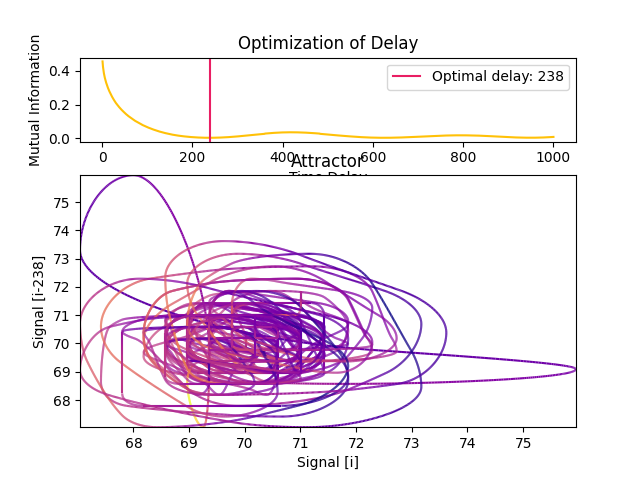 Optimization of Delay
Mutual Information
0.4
0.2
0.0
Optimal delay: 238
0 200 400 600 800 1000
Time Delay
Attractor
Signal [i-238]
75
74
73
72
71
70
69
68
68 69 70 71 72 73 74 75
Signal [i]